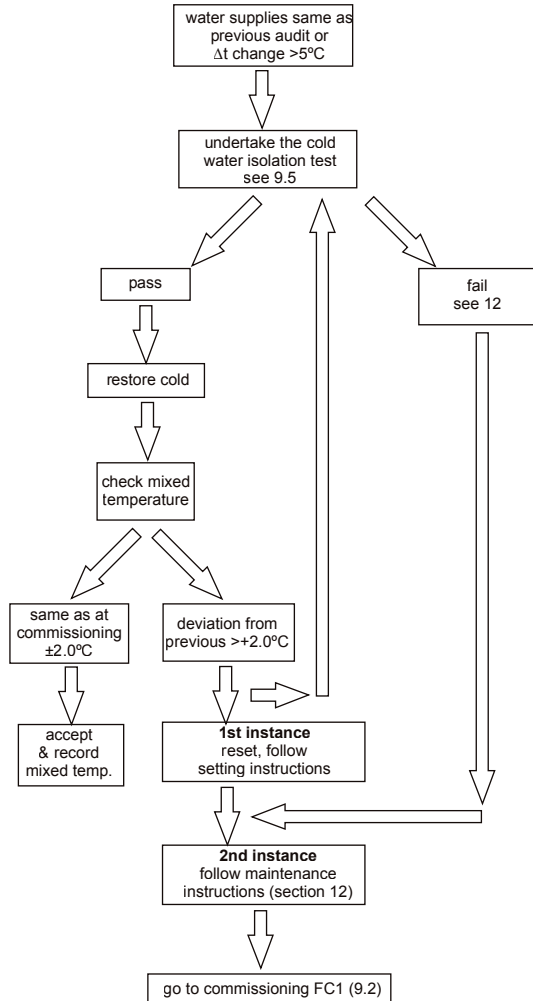 water supplies same as
previous audit or
Δt change >5ºC
undertake the cold
water isolation test
see 9.5
pass
fail
see 12
restore cold
check mixed
temperature
same as at
commissioning
±2.0ºC
deviation from
previous >+2.0ºC
accept
& record
mixed temp.
1st instance
reset, follow
setting instructions
2nd instance
follow maintenance
instructions (section 12)
go to commissioning FC1 (9.2)